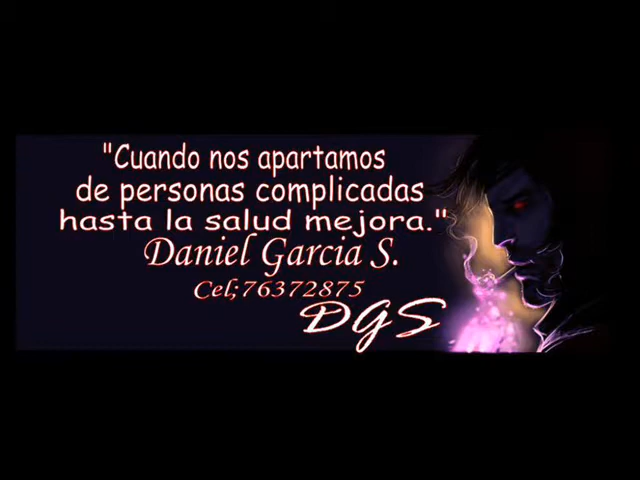 "Cuando nos apartamos
de personas complicadas
hasta la salud mejora."
Daniel Garcia S.
Cel;76372875
DGS